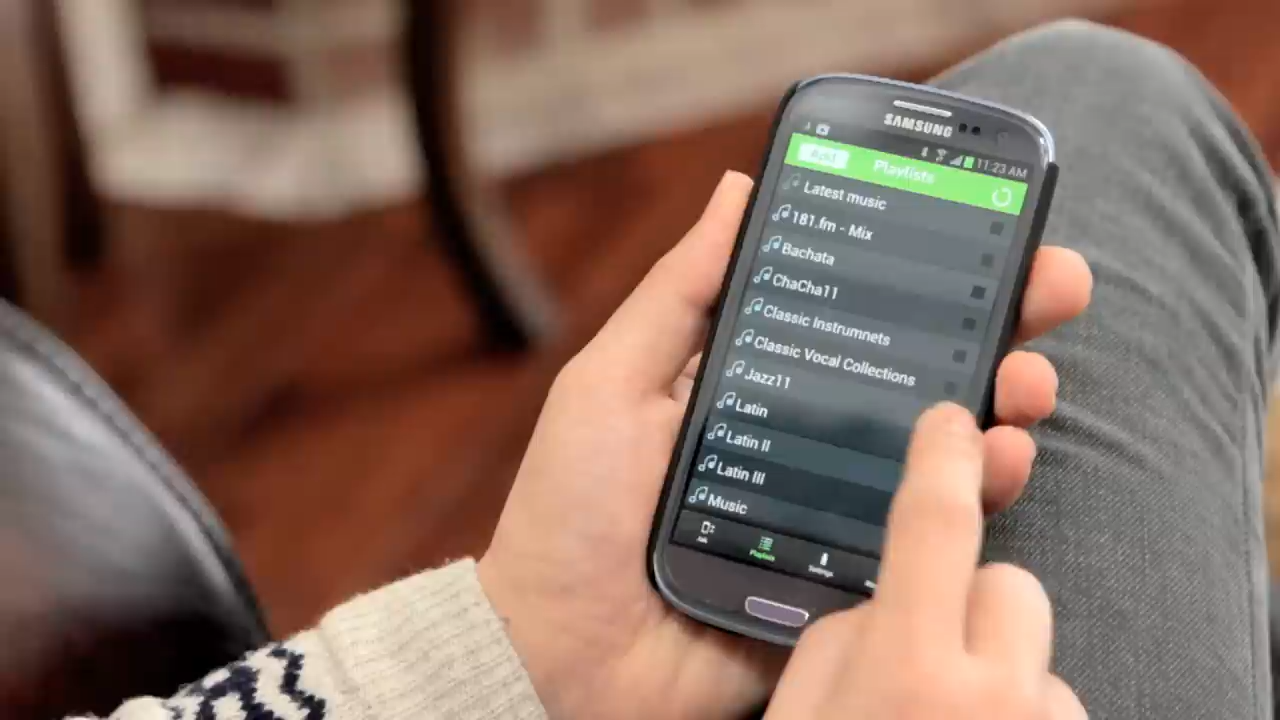 SAMSUNG
11:23 AM
Add
Playlists
Latest music
181.fm - Mix
Bachata
ChaCha11
Classic Instrumnets
Classic Vocal Collections
Jazz11
Latin
Latin II
Latin III
Music
Playlists
Settings